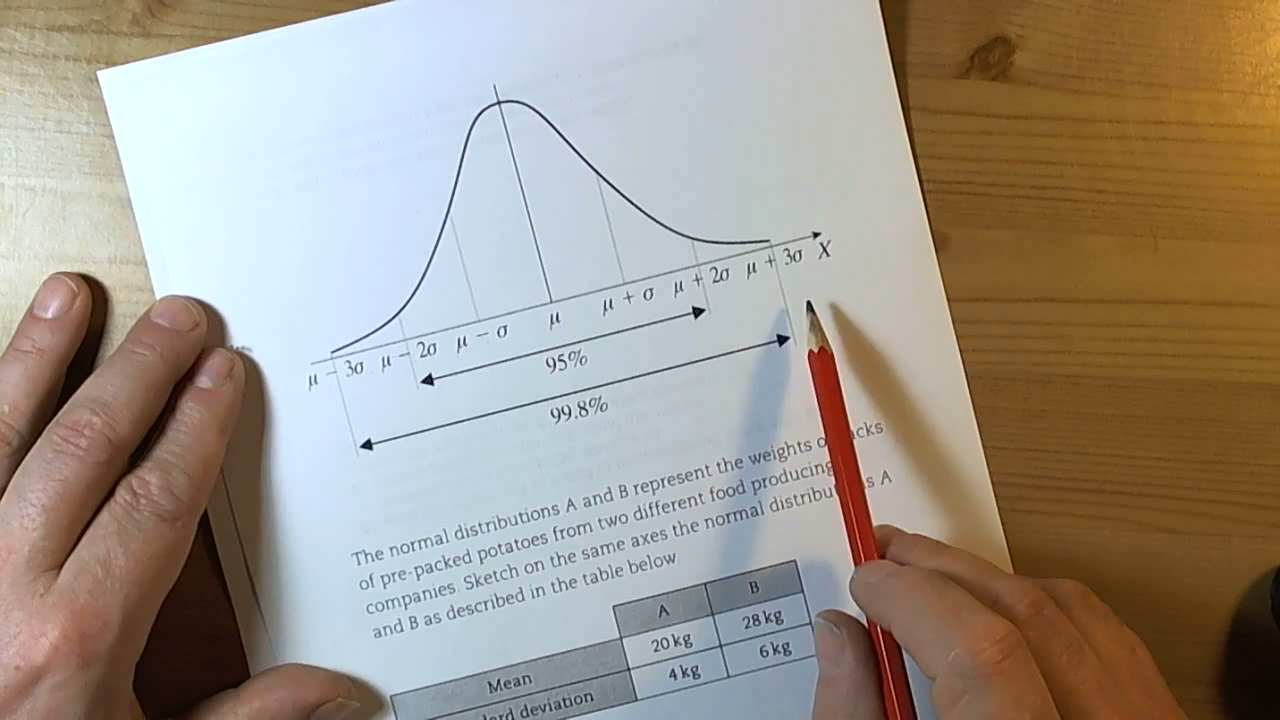 μ − 3σ μ − 2σ μ − σ μ μ + σ μ + 2σ μ + 3σ X
95%
99.8%
The normal distributions A and B represent the weights
of pre-packed potatoes from two different food producing
companies. Sketch on the same axes the normal A
and B as described in the table below
A B
Mean 20 kg 28 kg
deviation 4 kg 6 kg